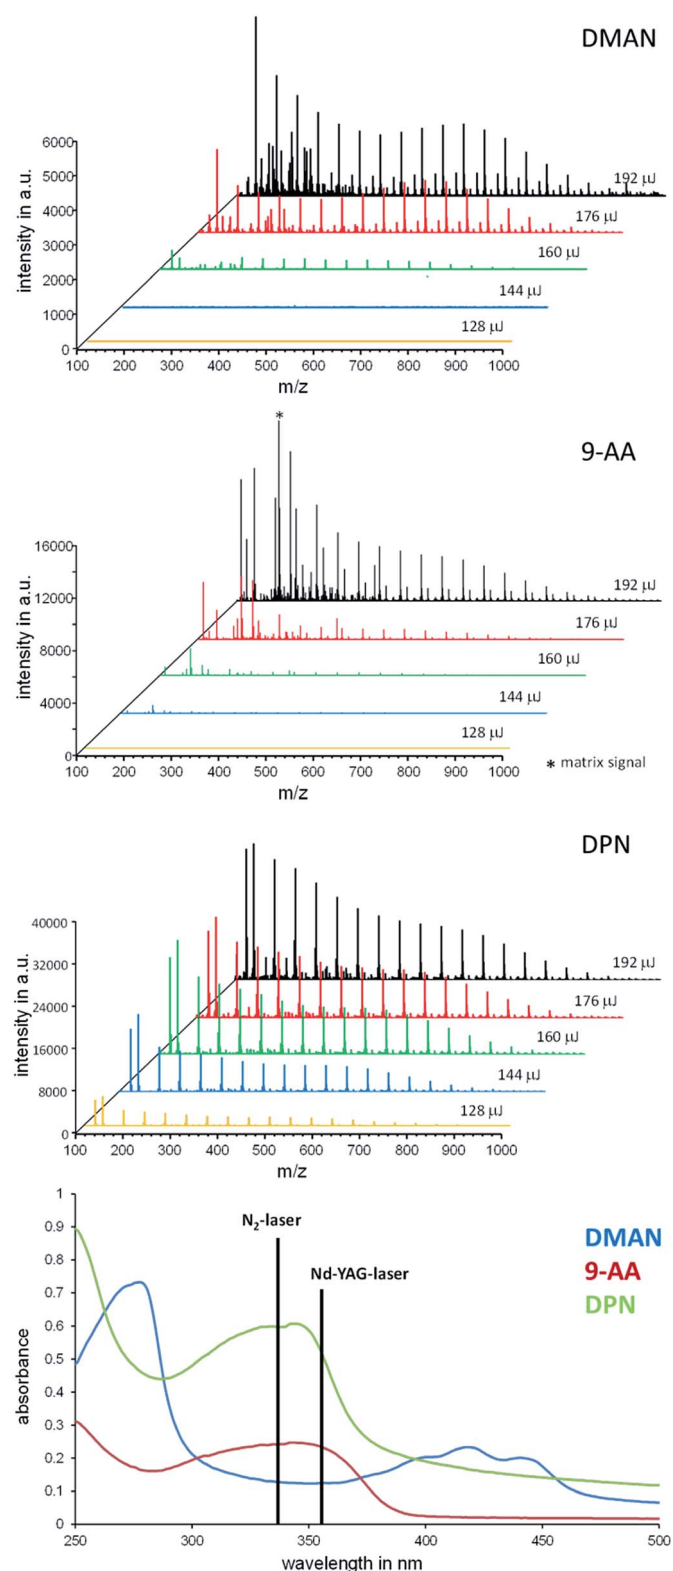 DMAN
6000
5000
4000
3000
2000
1000
0
intensity in a.u.
192 µJ
176 µJ
160 µJ
144 µJ
128 µJ
100 200 300 400 500 600 700 800 900 1000
m/z
*
9-AA
16000
12000
8000
4000
0
intensity in a.u.
192 µJ
176 µJ
160 µJ
144 µJ
128 µJ
100 200 300 400 500 600 700 800 900 1000
* matrix signal
m/z
DPN
40000
32000
24000
16000
8000
0
intensity in a.u.
192 µJ
176 µJ
160 µJ
144 µJ
128 µJ
100 200 300 400 500 600 700 800 900 1000
m/z
1
0.9
0.8
0.7
0.6
0.5
0.4
0.3
0.2
0.1
0
absorbance
N2-laser
Nd-YAG-laser
DMAN
9-AA
DPN
250 300 350 400 450 500
wavelength in nm